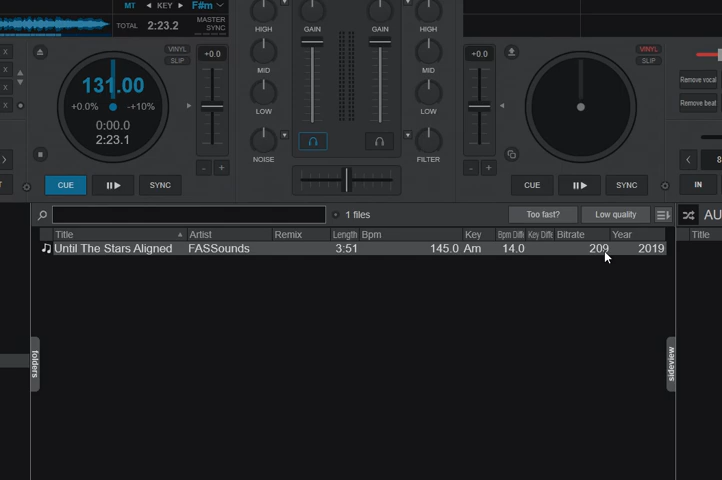 MT ◀ KEY ▶ F#m
TOTAL 2:23.2 MASTER SYNC
HIGH GAIN GAIN HIGH
X VINYL +0.0 +0.0 VINYL
SLIP SLIP
X MID MID
X 131.00 Remove vocal
X +0.0% -+10% LOW LOW Remove beat
0:00.0
2:23.1
NOISE FILTER
- + - +
CUE SYNC CUE SYNC IN
1 files Too fast? Low quality AU
Title Artist Remix Length Bpm Key Bpm Diffe Key Diffe Bitrate Year Title
Until The Stars Aligned FASSounds 3:51 145.0 Am 14.0 209 2019
folders
sideview